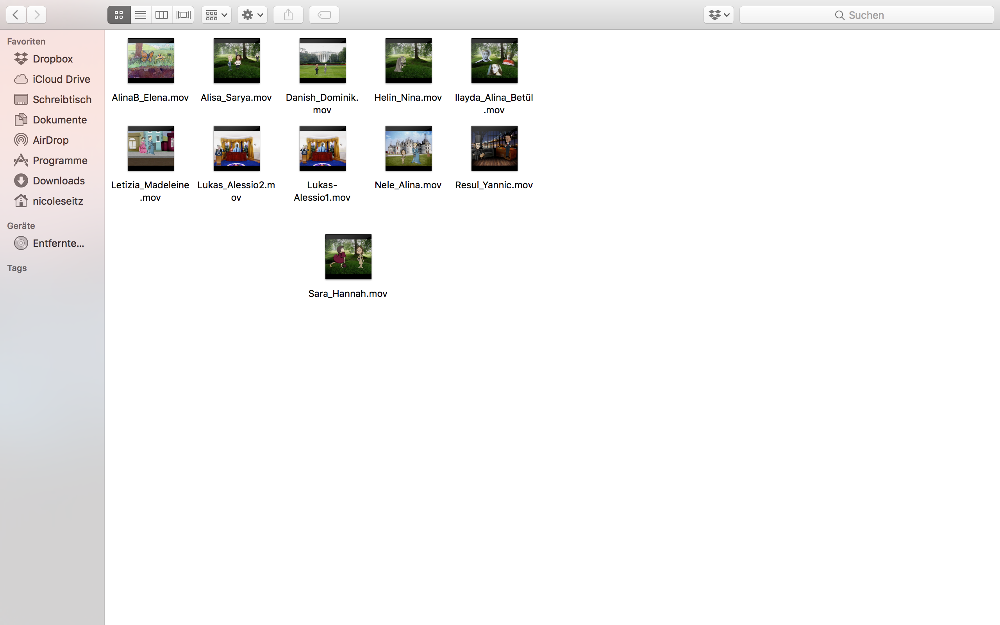 Suchen
Favoriten
Dropbox
iCloud Drive
Schreibtisch
Dokumente
AirDrop
Programme
Downloads
nicoleseitz
Geräte
Entfernte...
Tags
AlinaB_Elena.mov
Alisa_Sarya.mov
Danish_Dominik.
mov
Helin_Nina.mov
Ilayda_Alina_Betül
.mov
Letizia_Madeleine
.mov
Lukas_Alessio2.m
ov
Lukas-
Alessio1.mov
Nele_Alina.mov
Resul_Yannic.mov
Sara_Hannah.mov